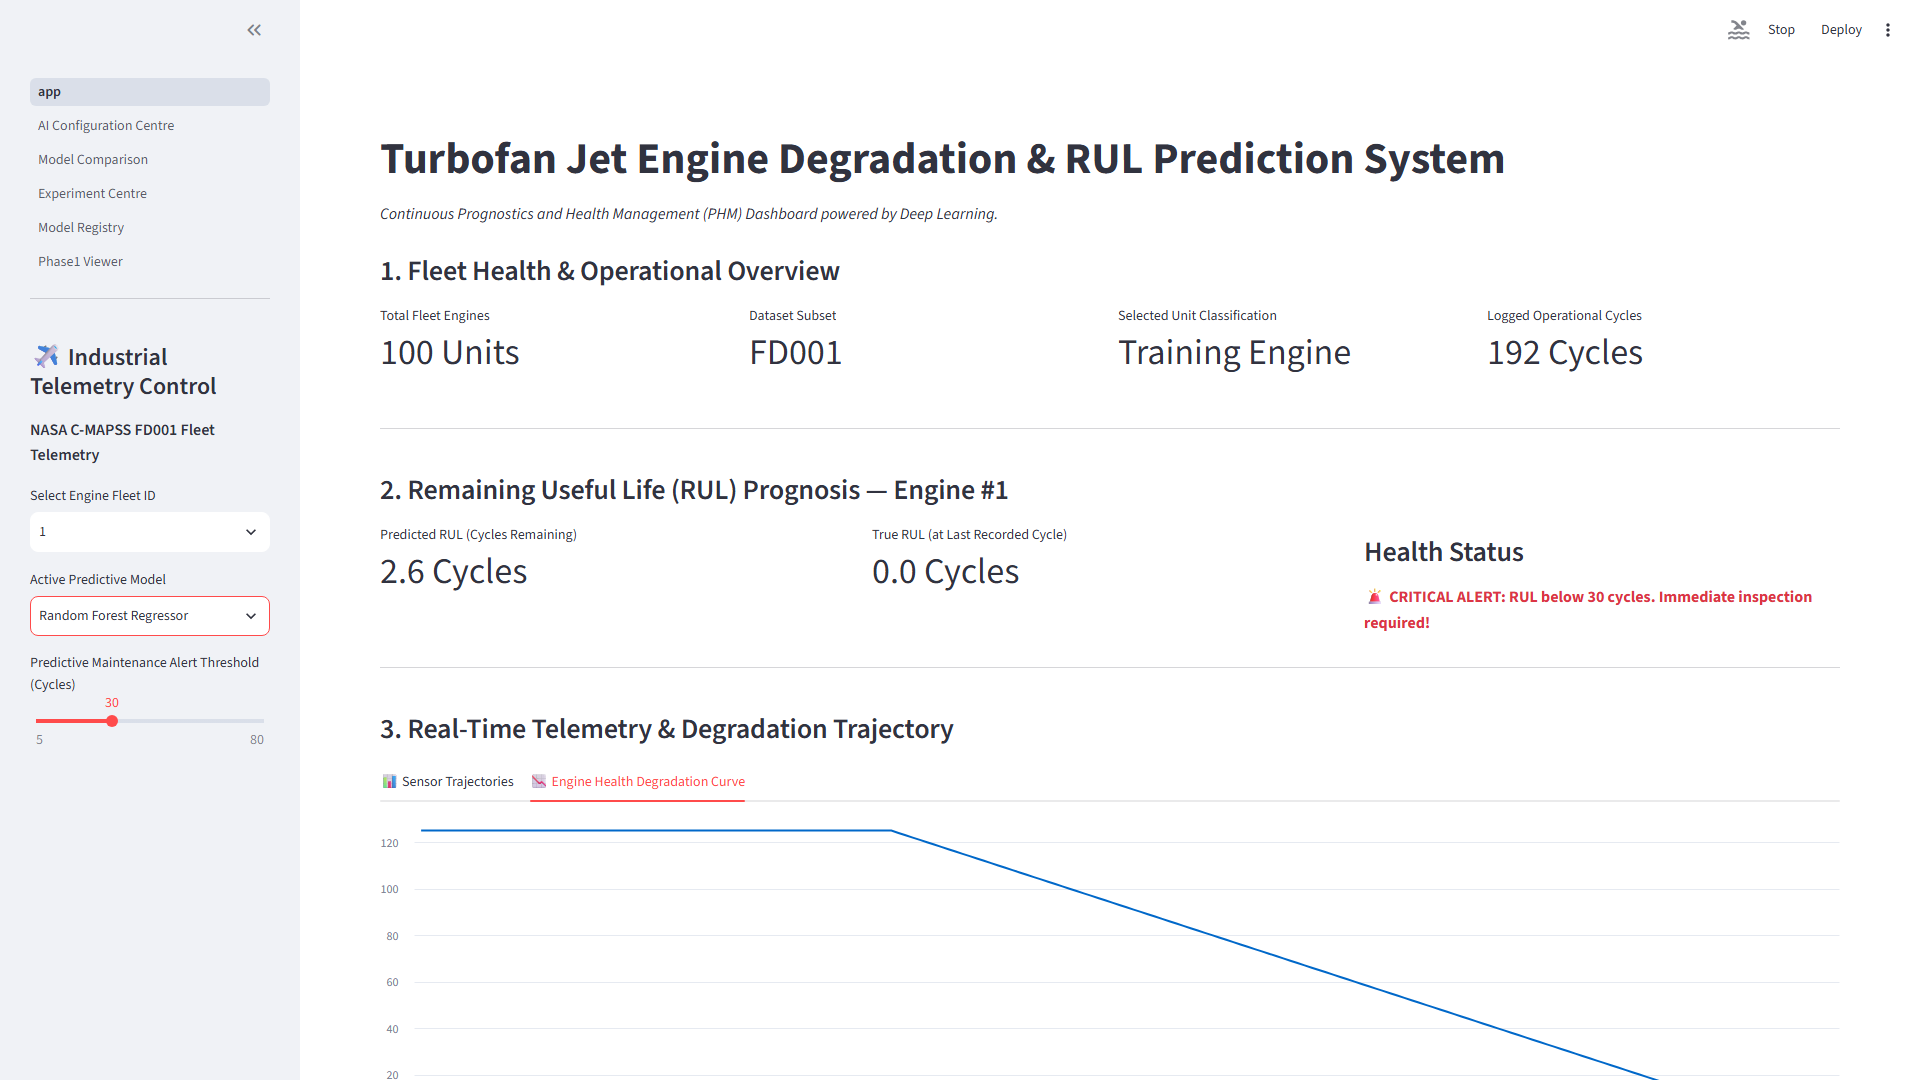 app
AI Configuration Centre
Model Comparison
Experiment Centre
Model Registry
Phase1 Viewer
Industrial
Telemetry Control
NASA C-MAPSS FD001 Fleet
Telemetry
Select Engine Fleet ID
1
Active Predictive Model
Random Forest Regressor
Predictive Maintenance Alert Threshold
(Cycles)
30
5 80
Stop Deploy
Turbofan Jet Engine Degradation & RUL Prediction System
Continuous Prognostics and Health Management (PHM) Dashboard powered by Deep Learning.
1. Fleet Health & Operational Overview
Total Fleet Engines
100 Units
Dataset Subset
FD001
Selected Unit Classification
Training Engine
Logged Operational Cycles
192 Cycles
2. Remaining Useful Life (RUL) Prognosis — Engine #1
Predicted RUL (Cycles Remaining)
2.6 Cycles
True RUL (at Last Recorded Cycle)
0.0 Cycles
Health Status
CRITICAL ALERT: RUL below 30 cycles. Immediate inspection
required!
3. Real-Time Telemetry & Degradation Trajectory
Sensor Trajectories Engine Health Degradation Curve
120
100
80
60
40
20